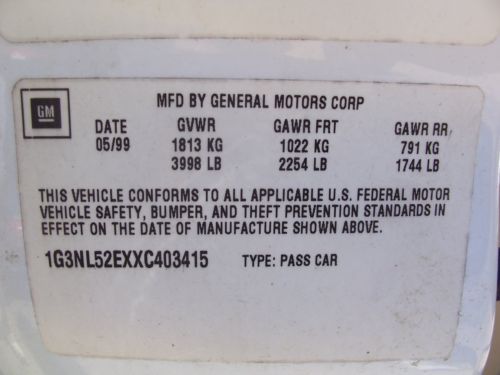 GM
MFD BY GENERAL MOTORS CORP
DATE GVWR GAWR FRT GAWR RR
05/99 1813 KG 1022 KG 791 KG
3998 LB 2254 LB 1744 LB
THIS VEHICLE CONFORMS TO ALL APPLICABLE U.S. FEDERAL MOTOR
VEHICLE SAFETY, BUMPER, AND THEFT PREVENTION STANDARDS IN
EFFECT ON THE DATE OF MANUFACTURE SHOWN ABOVE.
1G3NL52EXXC403415 TYPE: PASS CAR